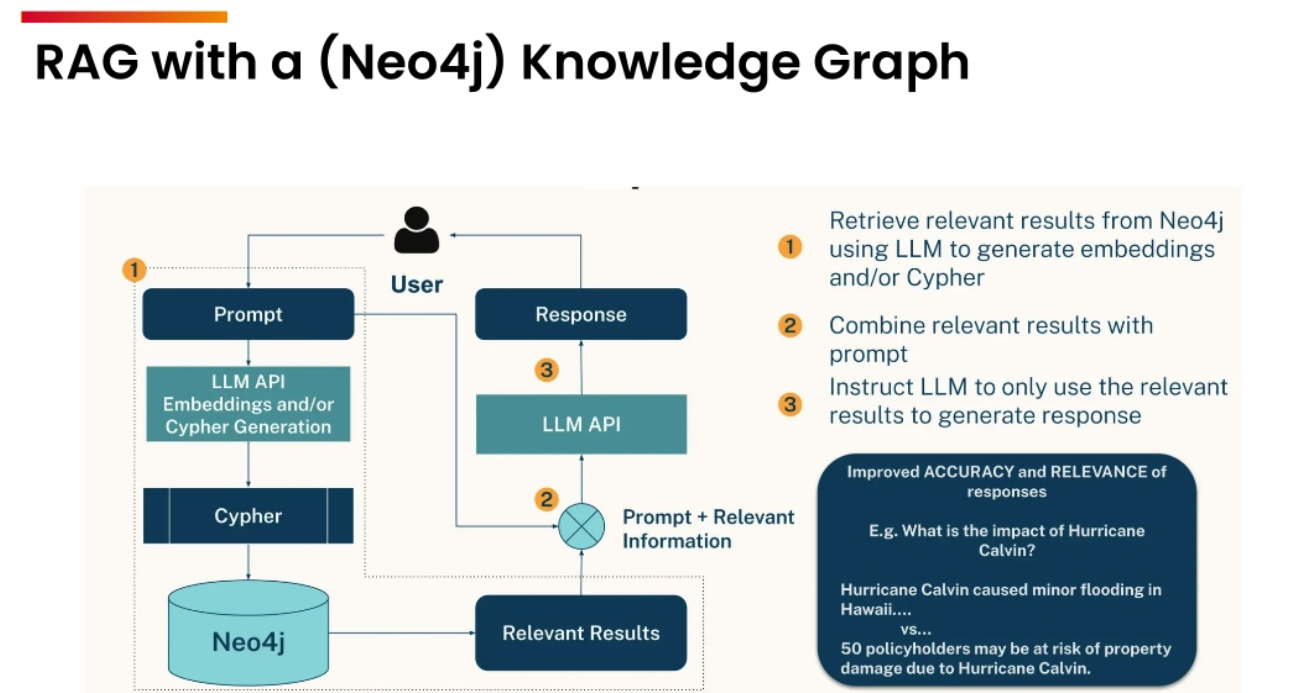 RAG with a (Neo4j) Knowledge Graph
User
1
Prompt
LLM API
Embeddings and/or
Cypher Generation
Cypher
Neo4j
Relevant Results
2
Prompt + Relevant
Information
LLM API
3
Response
1
Retrieve relevant results from Neo4j
using LLM to generate embeddings
and/or Cypher
2
Combine relevant results with
prompt
3
Instruct LLM to only use the relevant
results to generate response
Improved ACCURACY and RELEVANCE of
responses
E.g. What is the impact of Hurricane
Calvin?
Hurricane Calvin caused minor flooding in
Hawaii....
vs...
50 policyholders may be at risk of property
damage due to Hurricane Calvin.